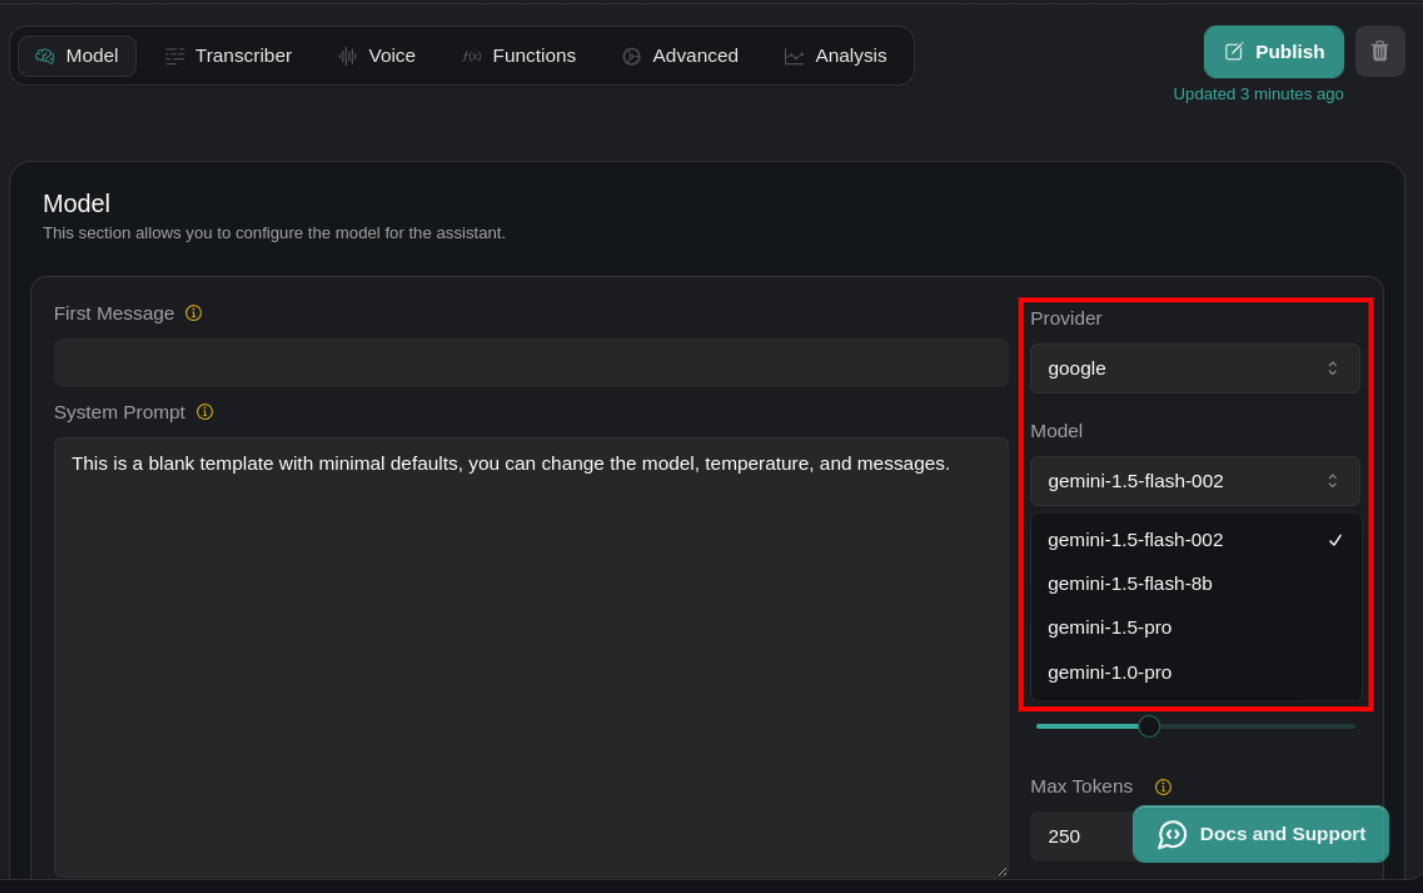 Model
Transcriber
f(x) Functions
Voice
Advanced
Analysis
Publish
Updated 3 minutes ago
Model
This section allows you to configure the model for the assistant.
First Message
System Prompt
This is a blank template with minimal defaults, you can change the model, temperature, and messages.
Provider
google
Model
gemini-1.5-flash-002
gemini-1.5-flash-002
gemini-1.5-flash-8b
gemini-1.5-pro
gemini-1.0-pro
Max Tokens
250
Docs and Support